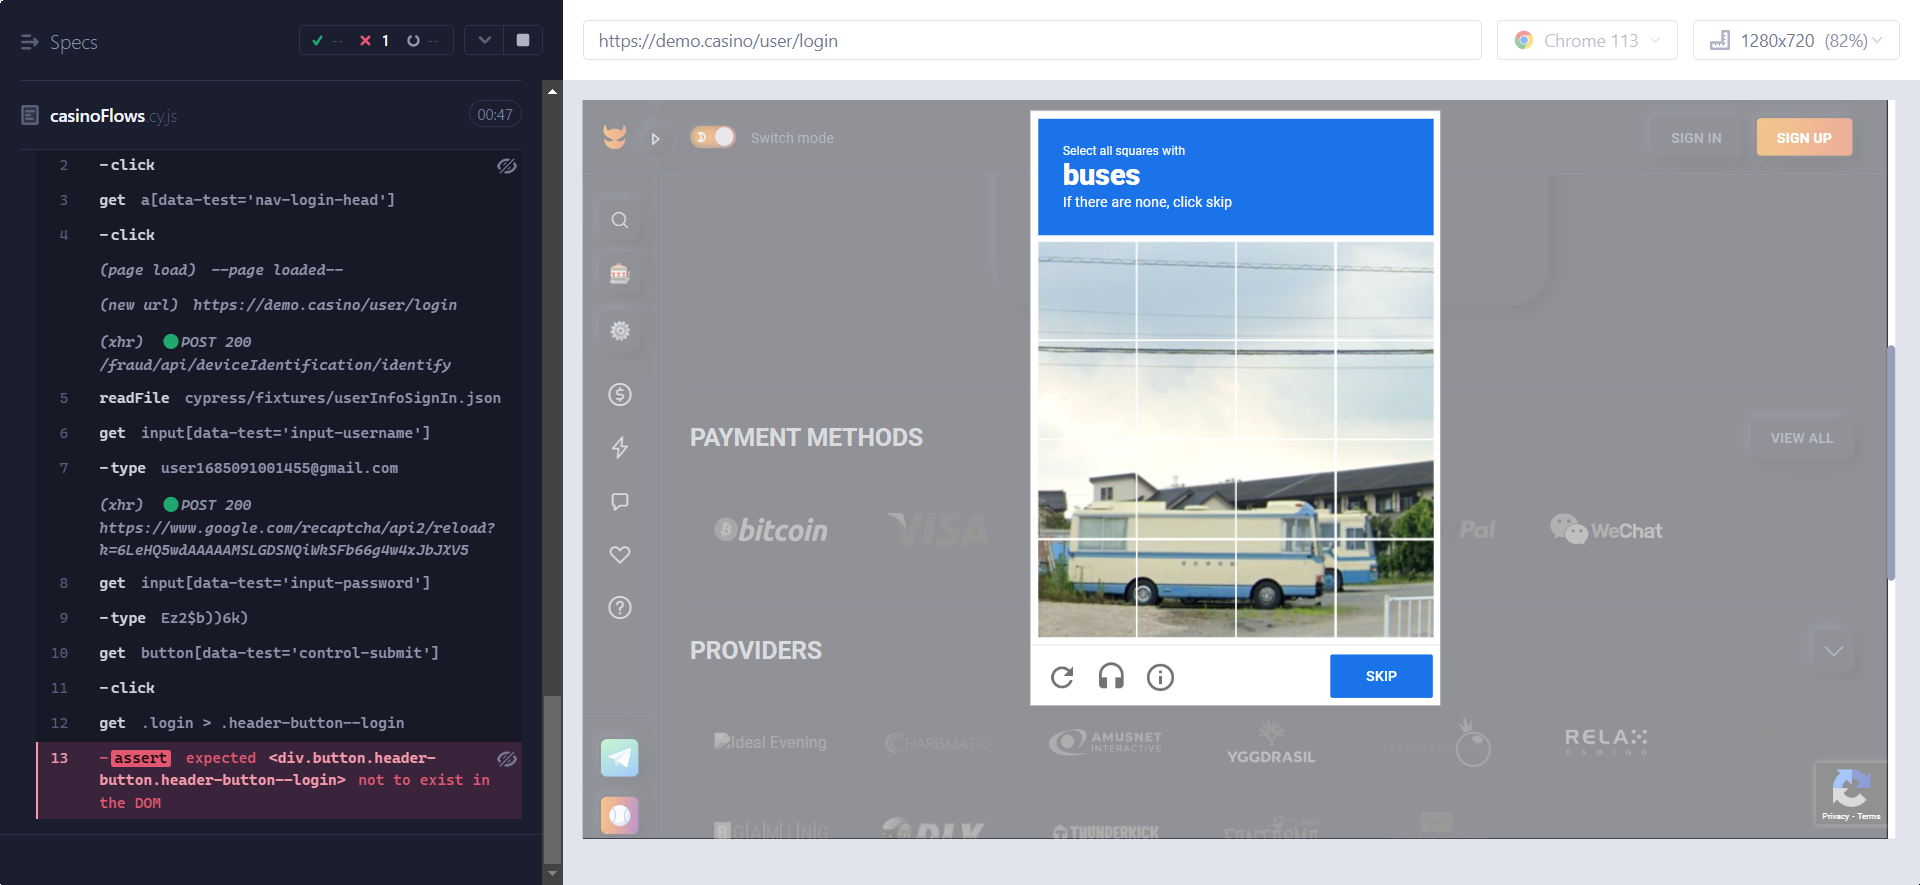 Specs
-- 1 --
https://demo.casino/user/login
Chrome 113
1280x720 (82%)
casinoFlows.cy.js
00:47
2 -click
3 get a[data-test='nav-login-head']
4 -click
(page load) --page loaded--
(new url) https://demo.casino/user/login
(xhr) POST 200
/fraud/api/deviceIdentification/identify
5 readFile cypress/fixtures/userInfoSignIn.json
6 get input[data-test='input-username']
7 -type user1685091001455@gmail.com
(xhr) POST 200
https://www.google.com/recaptcha/api2/reload?
k=6LeHQ5wdAAAAAMSLGDSNQiWkSFb66g4w4xJbJXV5
8 get input[data-test='input-password']
9 -type Ez2$b))6k)
10 get button[data-test='control-submit']
11 -click
12 get .login > .header-button--login
13 -assert expected <div.button.header-
button.header-button--login> not to exist in
the DOM
Switch mode
SIGN IN
SIGN UP
Select all squares with
buses
If there are none, click skip
SKIP
PAYMENT METHODS
VIEW ALL
bitcoin
VISA
Pal
WeChat
PROVIDERS
Ideal Evening
CHARISMATIC
AMUSNET
INTERACTIVE
YGGDRASIL
PRAGMATIC
RELAX
GAMING
BGAMING
DLV
THUNDERKICK
FANTASMA
Privacy - Terms